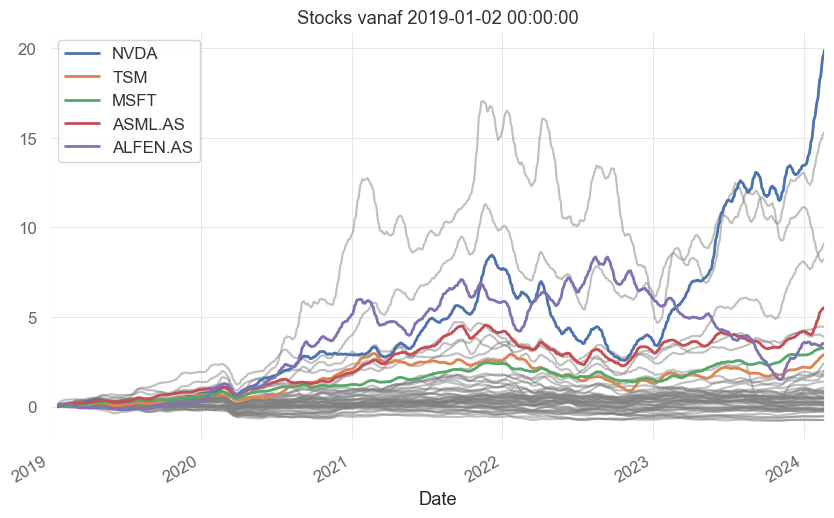 Stocks vanaf 2019-01-02 00:00:00
NVDA
TSM
MSFT
ASML.AS
ALFEN.AS
20
15
10
5
0
2019
2020
2021
2022
2023
2024
Date